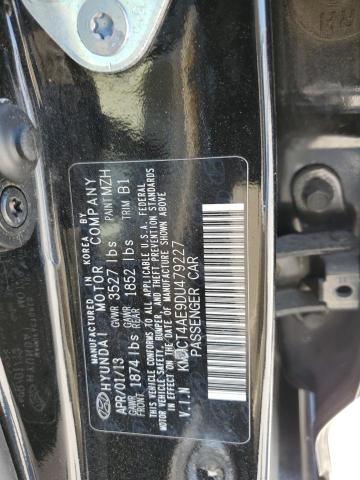 MADE IN KOREA BY
HYUNDAI MOTOR COMPANY
APR/01/13 GVWR 3527 lbs PAINT MZH
GAWR FRONT 1874 lbs GAWR REAR 1852 lbs TRIM B1
THIS VEHICLE CONFORMS TO ALL APPLICABLE U.S.A FEDERAL
MOTOR VEHICLE SAFETY, BUMPER, AND THEFT PREVENTION STANDARDS
IN EFFECT ON THE DATE OF MANUFACTURE SHOWN ABOVE.
V.I.N KMHCT4AE9DU479227
PASSENGER CAR